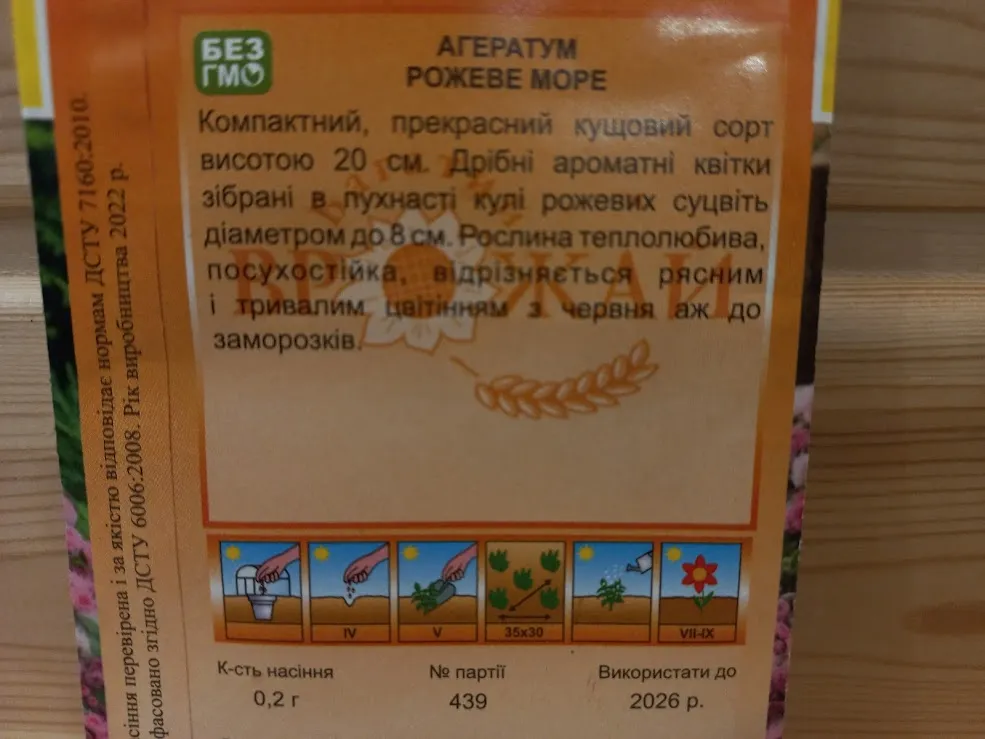 БЕЗ
ГМО
АГЕРАТУМ
РОЖЕВЕ МОРЕ
Компактний, прекрасний кущовий сорт
висотою 20 см. Дрібні ароматні квітки
зібрані в пухнасті кулі рожевих суцвіть
діаметром до 8 см. Рослина теплолюбива,
посухостійка, відрізняється рясним
і тривалим цвітінням з червня аж до
заморозків.
IV
V
35x30
VII-IX
К-сть насіння
0,2 г
№ партії
439
Використати до
2026 р.
перевірена і за якістю відповідає нормам ДСТУ 7160:2010.
фасовано згідно ДСТУ 6006:2008. Рік виробництва 2022 р.